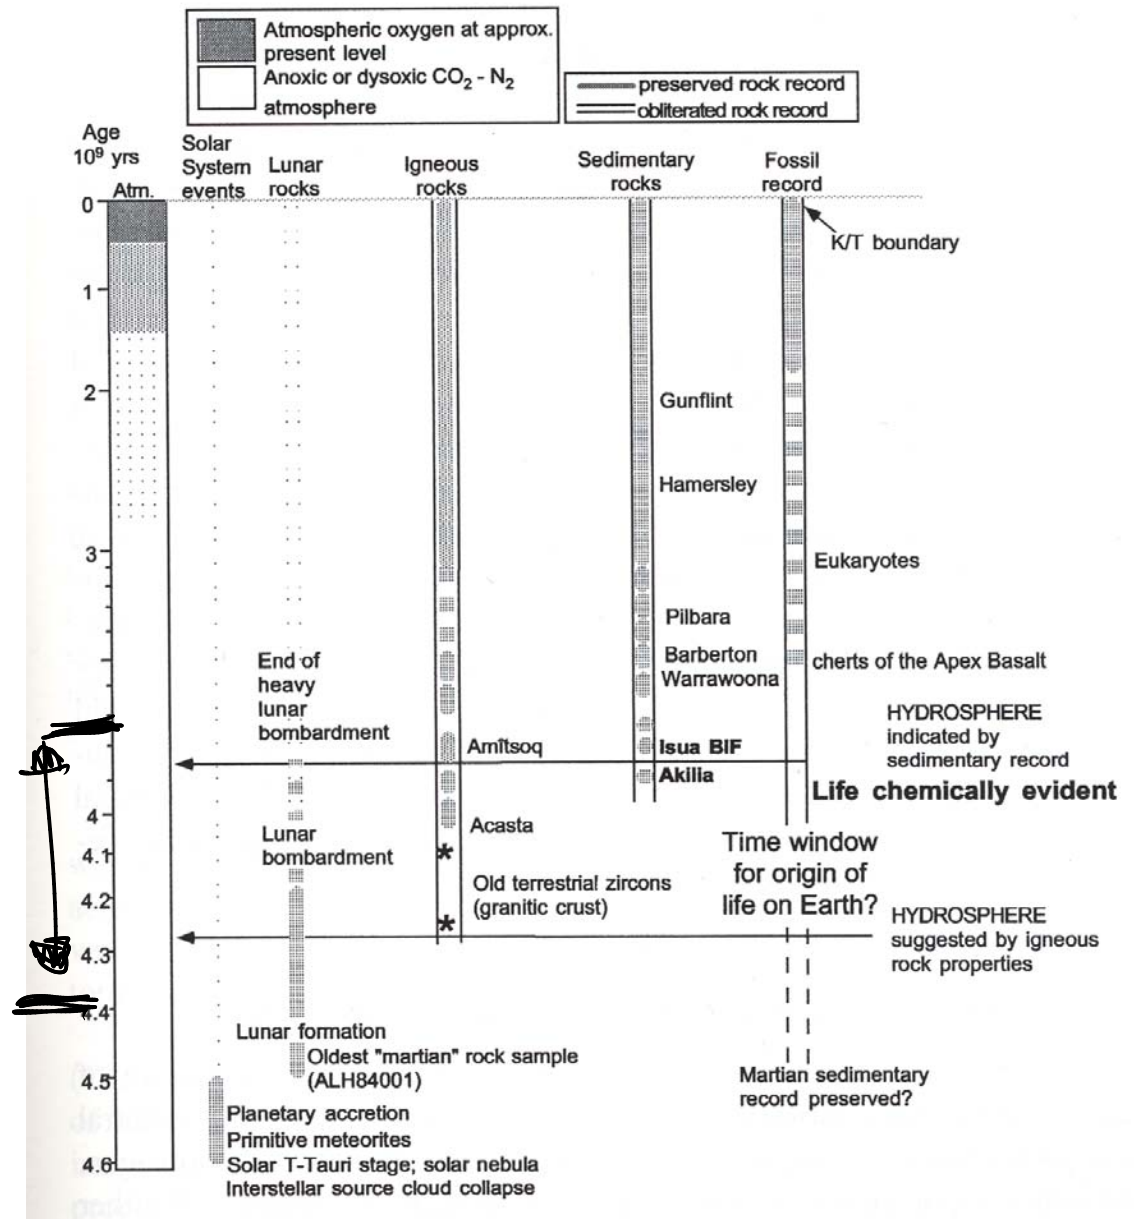 Atmospheric oxygen at approx.
present level
Anoxic or dysoxic CO₂ - N₂
atmosphere
preserved rock record
obliterated rock record
Age
10⁹ yrs
Atm.
Solar
System
events
Lunar
rocks
Igneous
rocks
Sedimentary
rocks
Fossil
record
0
K/T boundary
1
2
Gunflint
Hamersley
3
Eukaryotes
Pilbara
Barberton
cherts of the Apex Basalt
Warrawoona
End of
heavy
lunar
bombardment
HYDROSPHERE
indicated by
sedimentary record
Amîtsoq
Isua BIF
Akilia
Life chemically evident
4
Acasta
Lunar
bombardment
4.1
Time window
for origin of
life on Earth?
Old terrestrial zircons
(granitic crust)
4.2
HYDROSPHERE
suggested by igneous
rock properties
4.3
4.4
Lunar formation
Oldest "martian" rock sample
(ALH84001)
4.5
Martian sedimentary
record preserved?
Planetary accretion
Primitive meteorites
4.6
Solar T-Tauri stage; solar nebula
Interstellar source cloud collapse